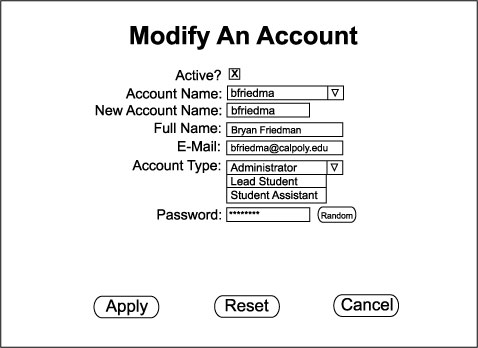 Modify An Account
Active? X
Account Name: bfriedma
New Account Name: bfriedma
Full Name: Bryan Friedman
E-Mail: bfriedma@calpoly.edu
Account Type: Administrator
Lead Student
Student Assistant
Password: ******** Random
Apply Reset Cancel